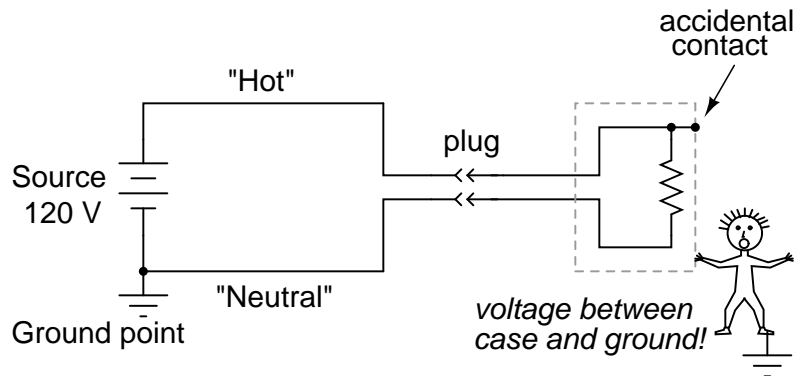 accidental
contact
"Hot"
plug
Source
120 V
"Neutral"
Ground point
voltage between
case and ground!